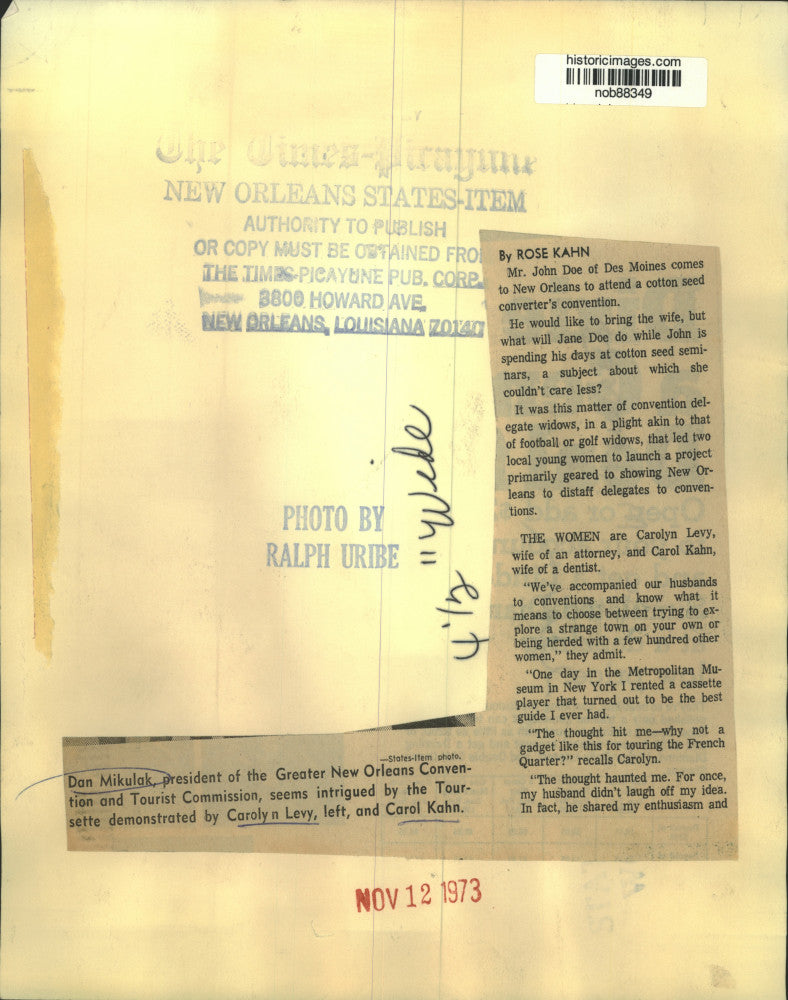 historicimages.com
nob88349
The Times-Picayune
NEW ORLEANS STATES-ITEM
AUTHORITY TO PUBLISH
OR COPY MUST BE OBTAINED FRO
THE TIMES-PICAYUNE PUB. CORP.
3800 HOWARD AVE.
NEW ORLEANS, LOUISIANA 70140
PHOTO BY
RALPH URIBE
4 1/2 " Wide
By ROSE KAHN
Mr. John Doe of Des Moines comes
to New Orleans to attend a cotton seed
converter's convention.
He would like to bring the wife, but
what will Jane Doe do while John is
spending his days at cotton seed semi-
nars, a subject about which she
couldn't care less?
It was this matter of convention del-
egate widows, in a plight akin to that
of football or golf widows, that led two
local young women to launch a project
primarily geared to showing New Or-
leans to distaff delegates to conven-
tions.
THE WOMEN are Carolyn Levy,
wife of an attorney, and Carol Kahn,
wife of a dentist.
"We've accompanied our husbands
to conventions and know what it
means to choose between trying to ex-
plore a strange town on your own or
being herded with a few hundred other
women," they admit.
"One day in the Metropolitan Mu-
seum in New York I rented a cassette
player that turned out to be the best
guide I ever had.
"The thought hit me—why not a
gadget like this for touring the French
Quarter?" recalls Carolyn.
"The thought haunted me. For once,
my husband didn't laugh off my idea.
In fact, he shared my enthusiasm and
—States-Item photo.
Dan Mikulak, president of the Greater New Orleans Conven-
tion and Tourist Commission, seems intrigued by the Tour-
sette demonstrated by Carolyn Levy, left, and Carol Kahn.
NOV 12 1973